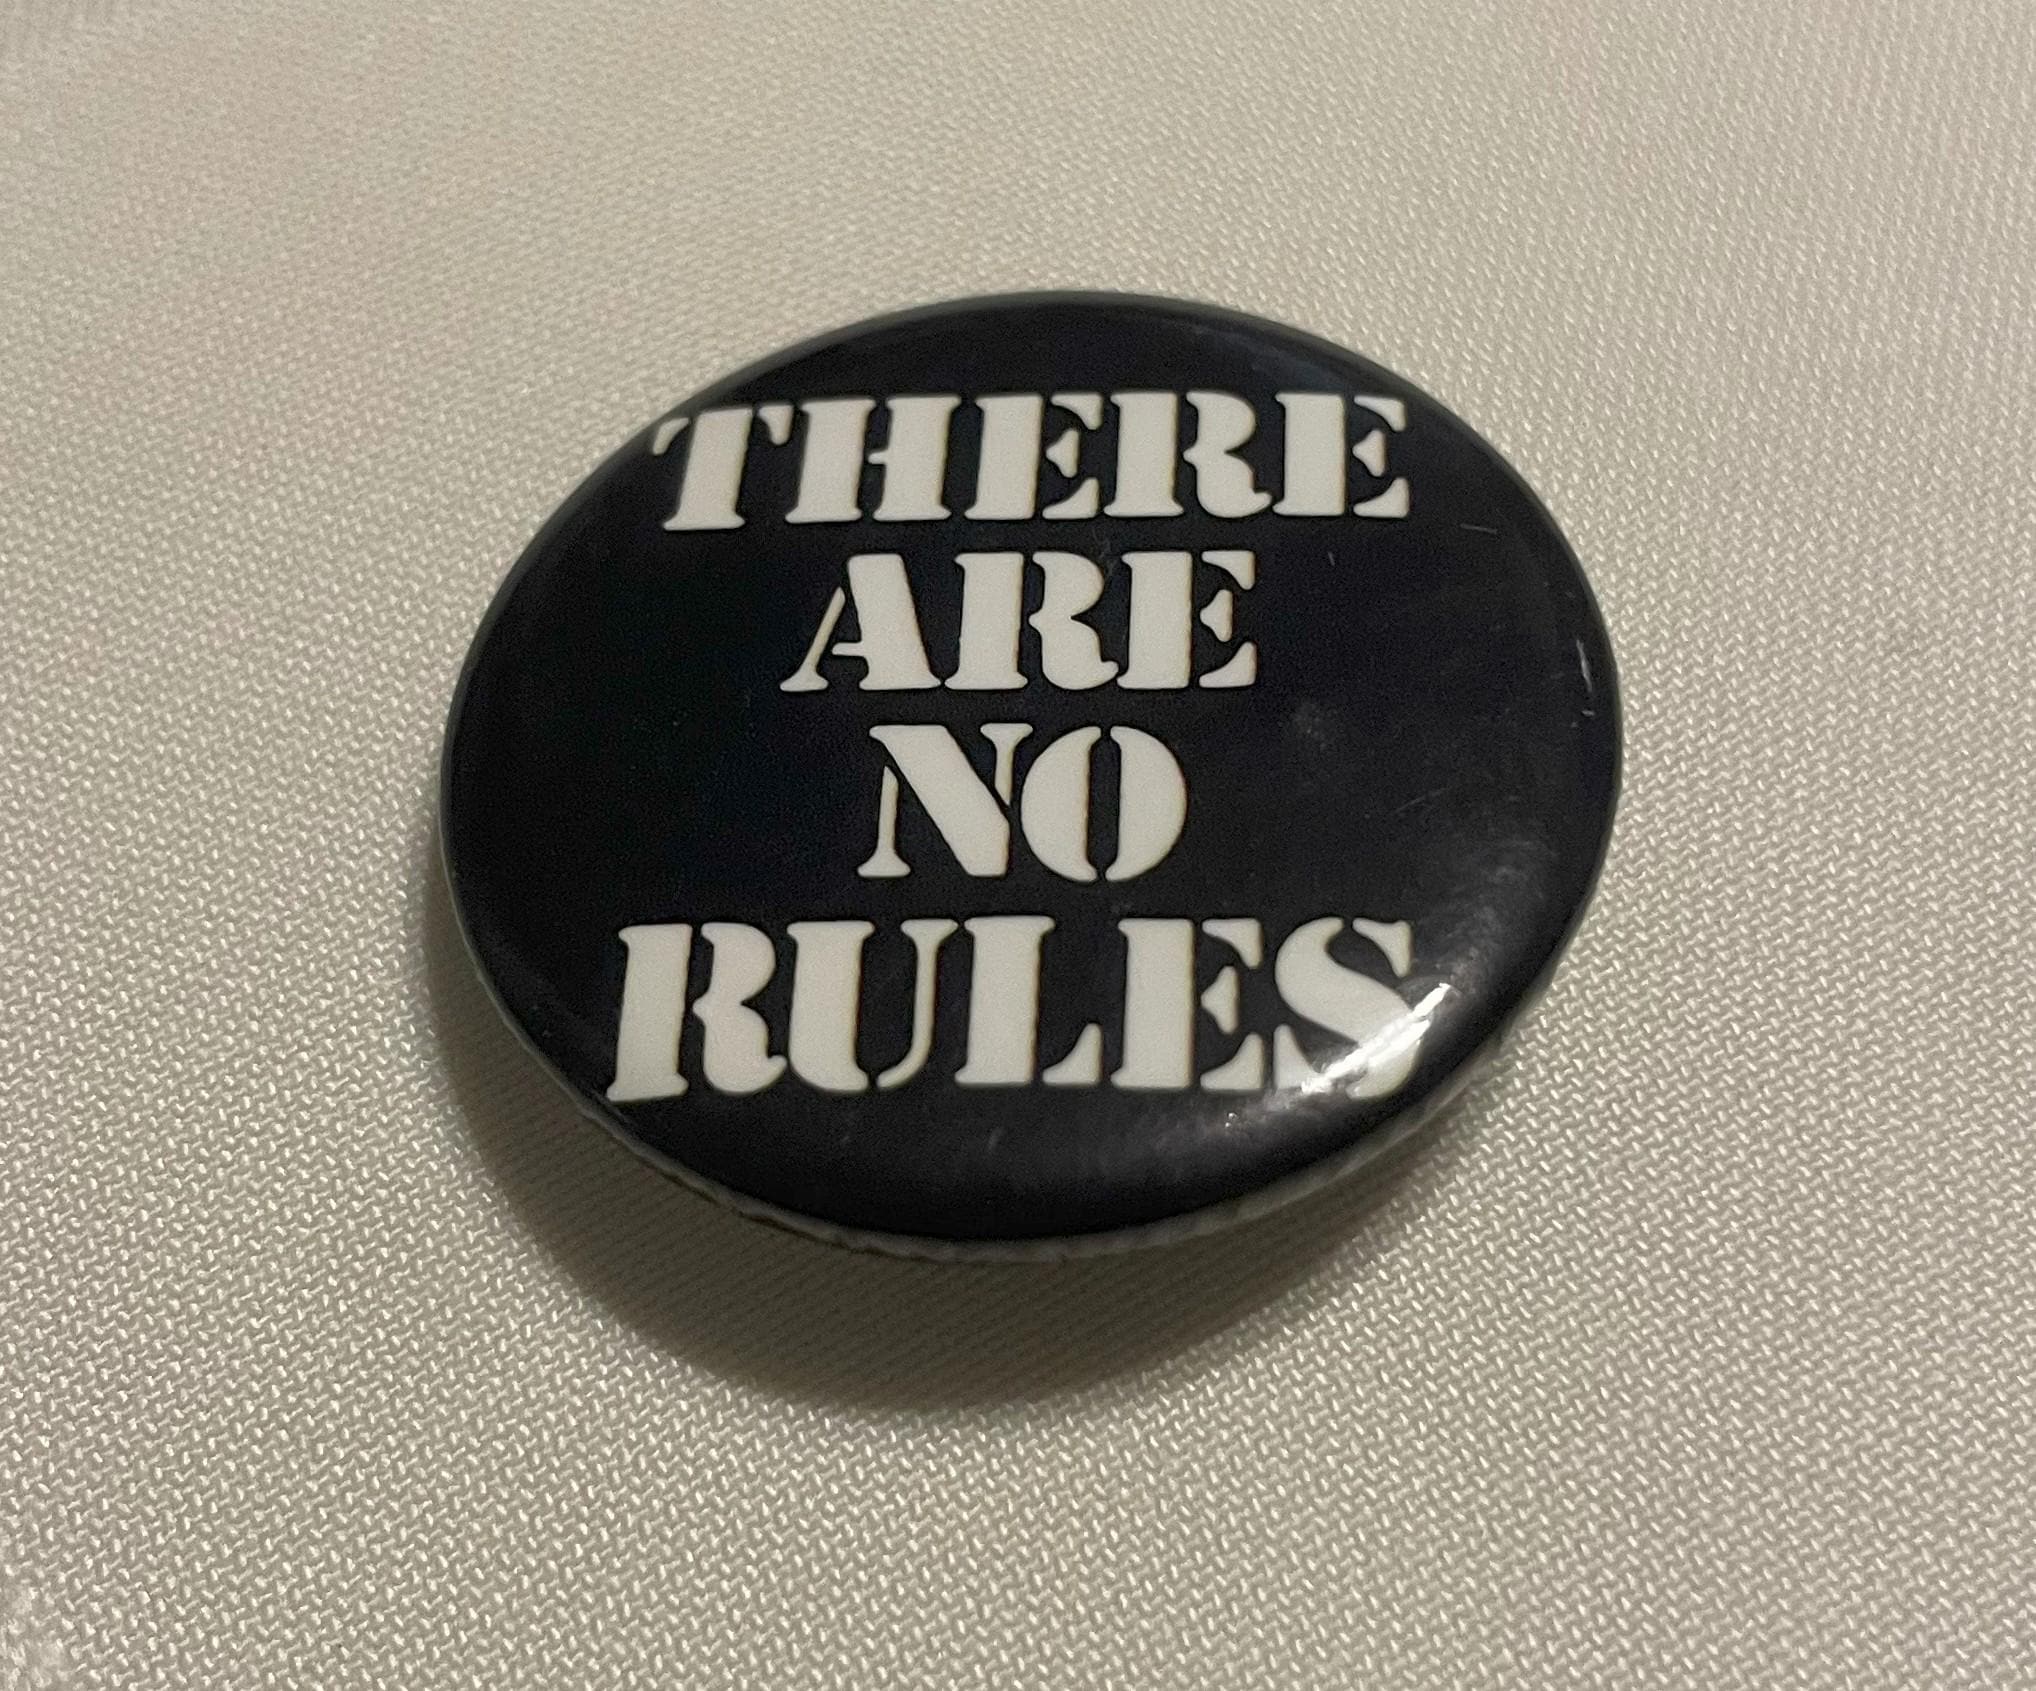 THERE
ARE
NO
RULES